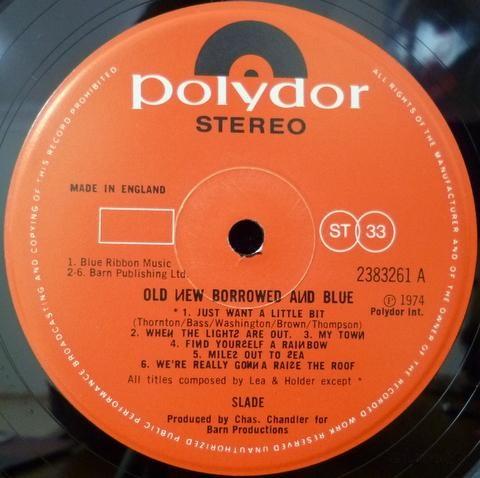 polydor
STEREO
MADE IN ENGLAND
ST 33
1. Blue Ribbon Music
2-6. Barn Publishing Ltd.
2383261 A
℗ 1974
Polydor Int.
OLD NEW BORROWED AND BLUE
* 1. JUST WANT A LITTLE BIT
(Thornton/Bass/Washington/Brown/Thompson)
2. WHEN THE LIGHTS ARE OUT. 3. MY TOWN
4. FIND YOURSELF A RAINBOW
5. MILES OUT TO SEA
6. WE'RE REALLY GONNA RAISE THE ROOF
All titles composed by Lea & Holder except *
SLADE
Produced by Chas. Chandler for
Barn Productions
ALL RIGHTS OF THE MANUFACTURER AND OF THE OWNER OF THE RECORDED WORK RESERVED UNAUTHORIZED PUBLIC PERFORMANCE BROADCASTING AND COPYING OF THIS RECORD PROHIBITED